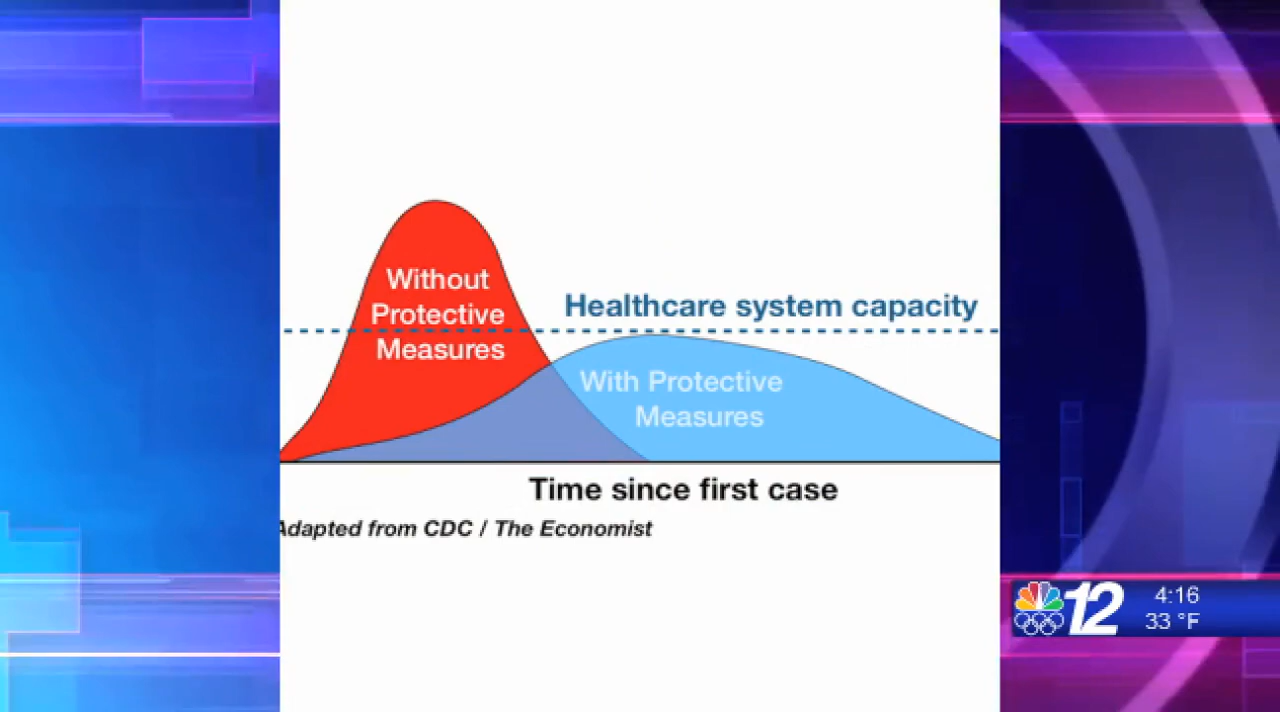 Without
Protective
Measures
Healthcare system capacity
With Protective
Measures
Time since first case
Adapted from CDC / The Economist
12
4:16
33 °F